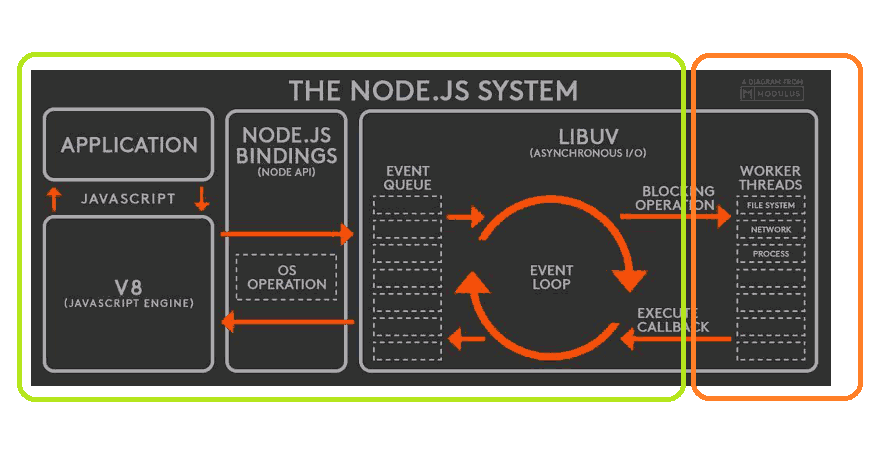 THE NODE.JS SYSTEM
A DIAGRAM FROM
MODULUS
APPLICATION
JAVASCRIPT
V8
(JAVASCRIPT ENGINE)
NODE.JS
BINDINGS
(NODE API)
OS
OPERATION
LIBUV
(ASYNCHRONOUS I/O)
EVENT
QUEUE
EVENT
LOOP
BLOCKING
OPERATION
EXECUTE
CALLBACK
WORKER
THREADS
FILE SYSTEM
NETWORK
PROCESS